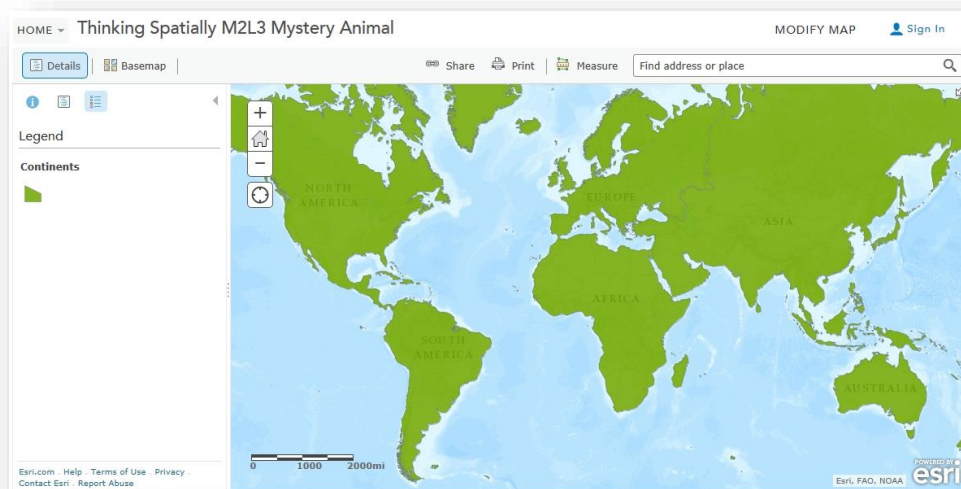 HOME Thinking Spatially M2L3 Mystery Animal MODIFY MAP Sign In
Details Basemap Share Print Measure Find address or place
Legend
Continents
NORTH
AMERICA
EUROPE
ASIA
AFRICA
SOUTH
AMERICA
AUSTRALIA
0 1000 2000mi
Esri.com . Help . Terms of Use . Privacy .
Contact Esri . Report Abuse
Esri, FAO, NOAA
POWERED BY
esri